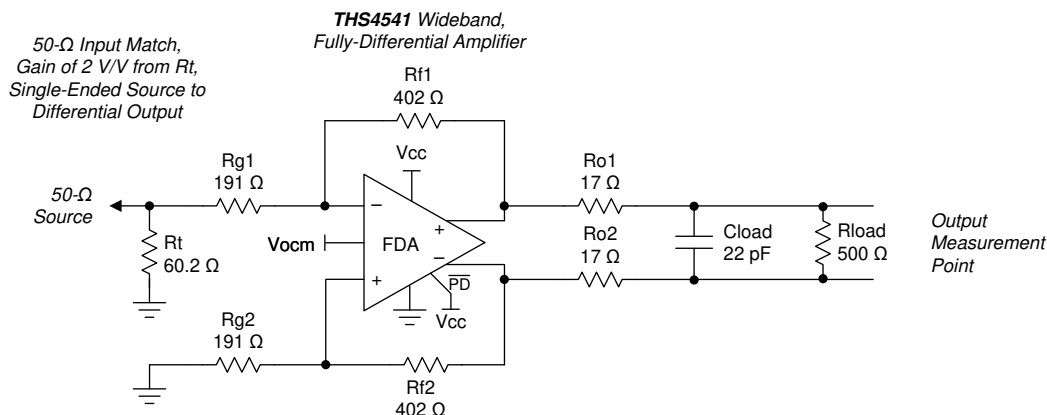 THS4541 Wideband,
Fully-Differential Amplifier
50-Ω Input Match,
Gain of 2 V/V from Rt,
Single-Ended Source to
Differential Output
Rf1
402 Ω
Vcc
Rg1
191 Ω
Ro1
17 Ω
50-Ω
Source
−
+
Rt
60.2 Ω
Vocm
FDA
Ro2
17 Ω
Cload
22 pF
Rload
500 Ω
Output
Measurement
Point
+
−
PD
Vcc
Rg2
191 Ω
Rf2
402 Ω